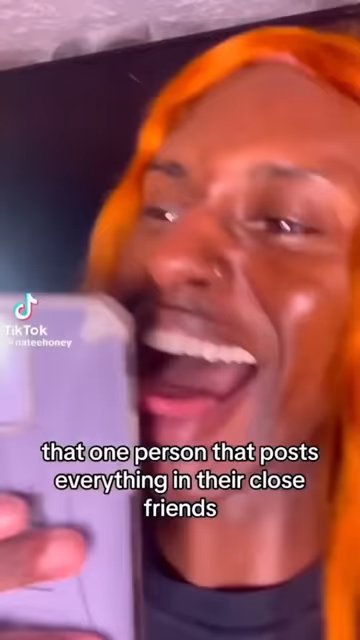 TikTok
@nateehoney
that one person that posts
everything in their close
friends